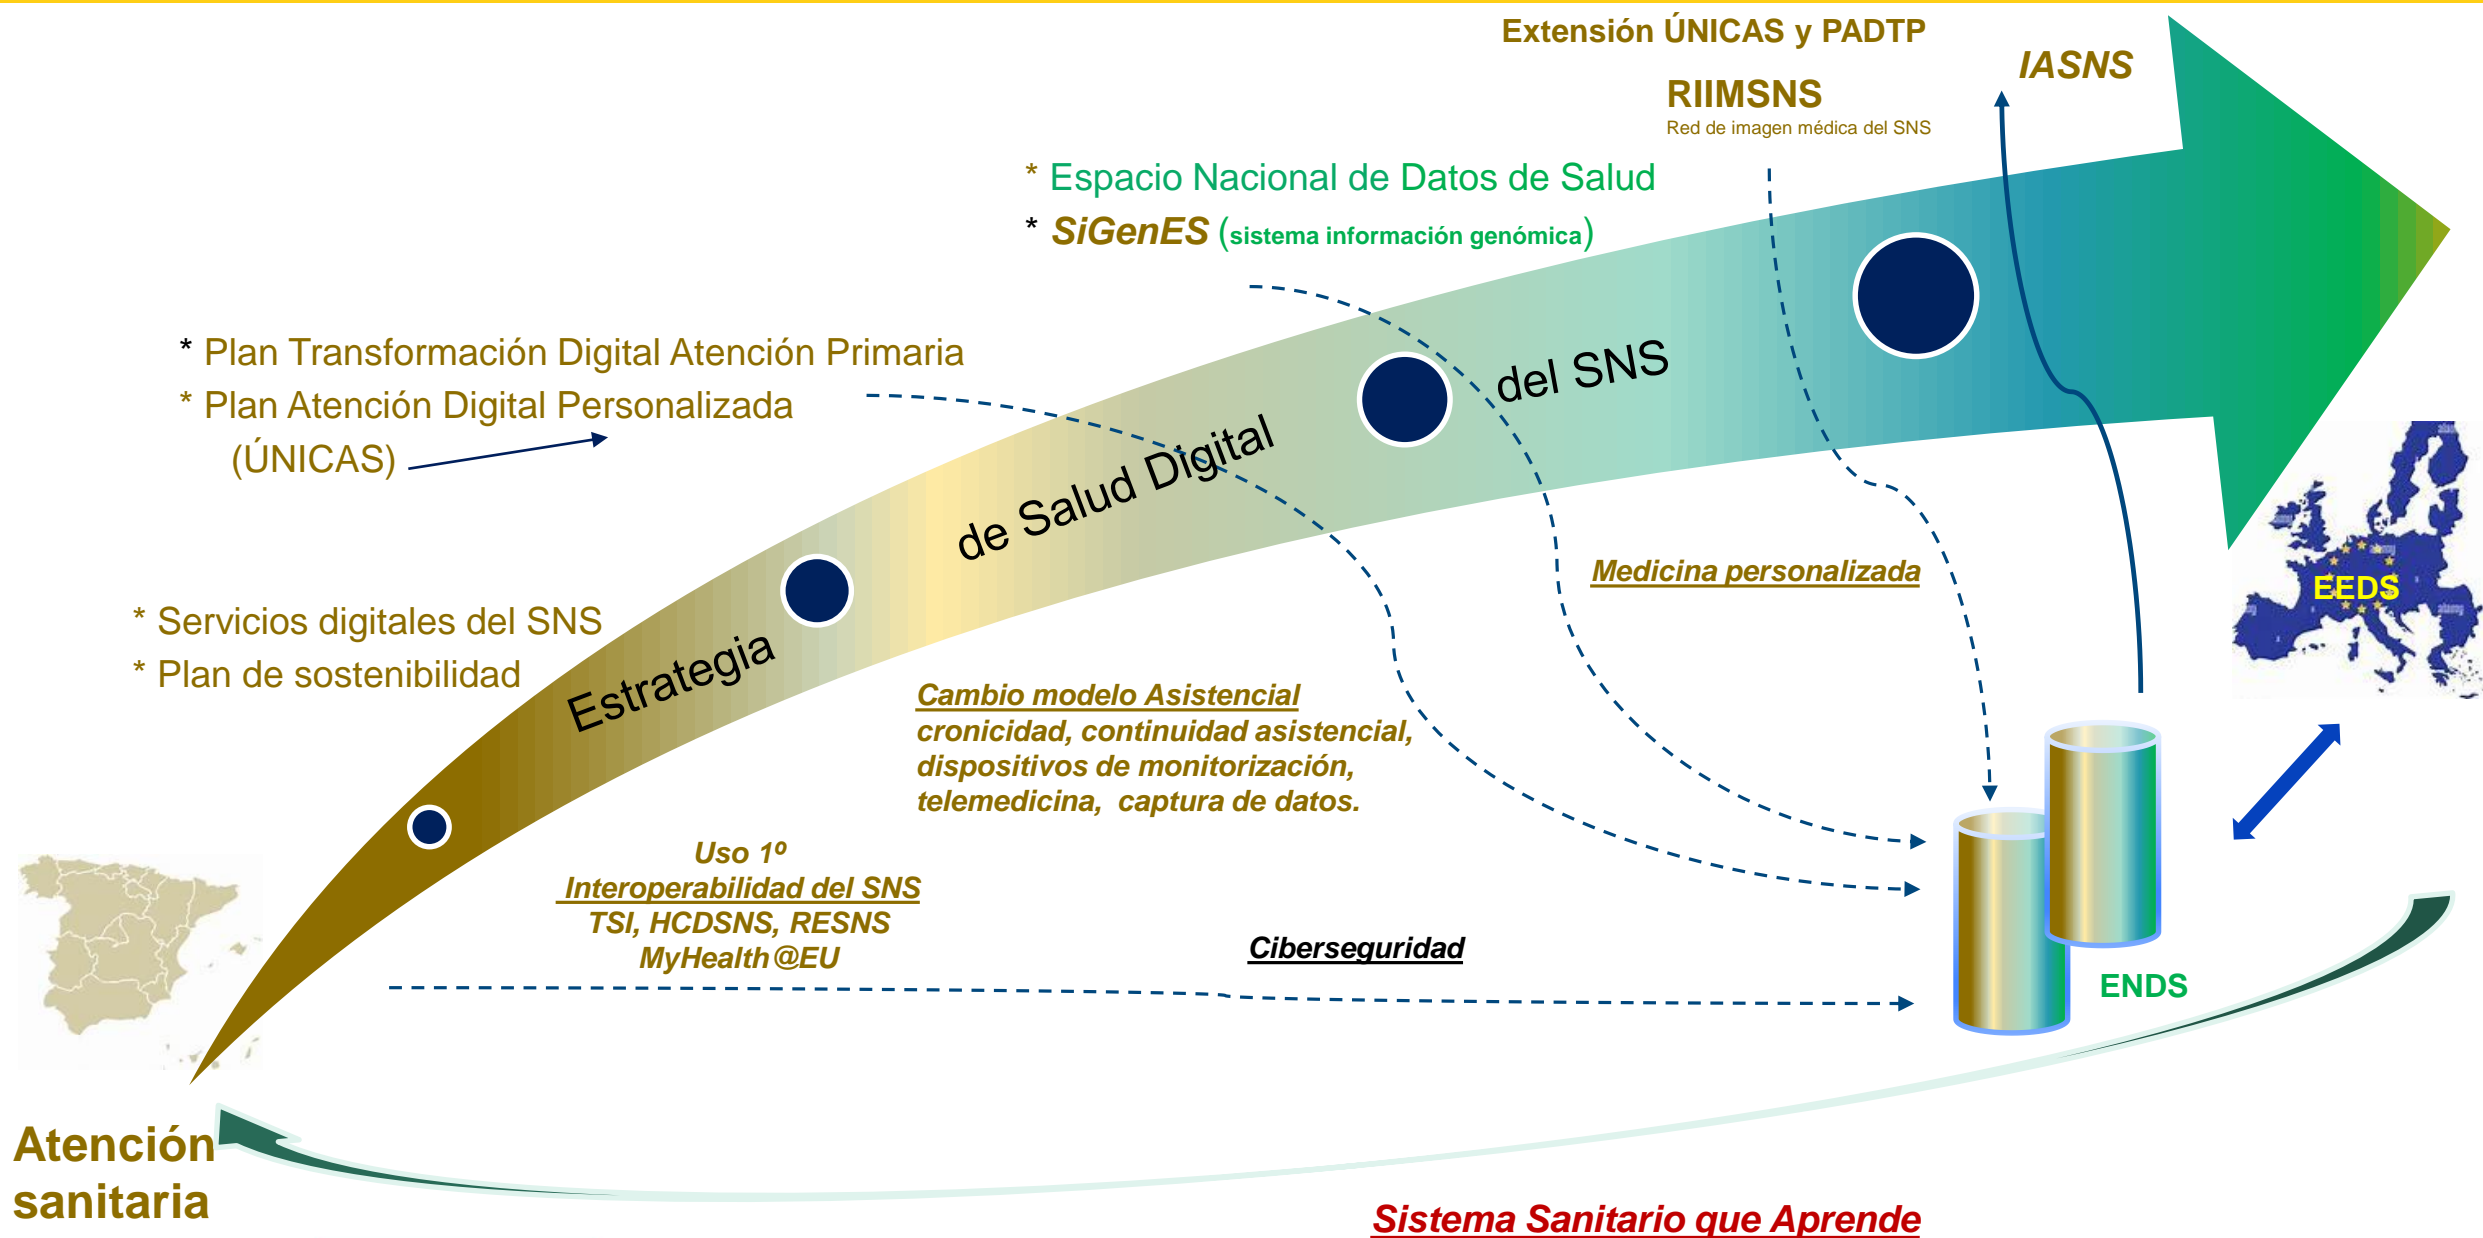 Extensión ÚNICAS y PADTP
IASNS
RIIMSNS
Red de imagen médica del SNS
* Espacio Nacional de Datos de Salud
* SiGenES (sistema información genómica)
* Plan Transformación Digital Atención Primaria
* Plan Atención Digital Personalizada
(ÚNICAS)
* Servicios digitales del SNS
* Plan de sostenibilidad
Estrategia
de Salud Digital
del SNS
Medicina personalizada
EEDS
Cambio modelo Asistencial
cronicidad, continuidad asistencial,
dispositivos de monitorización,
telemedicina, captura de datos.
Uso 1º
Interoperabilidad del SNS
TSI, HCDSNS, RESNS
MyHealth@EU
Ciberseguridad
ENDS
Atención
sanitaria
Sistema Sanitario que Aprende